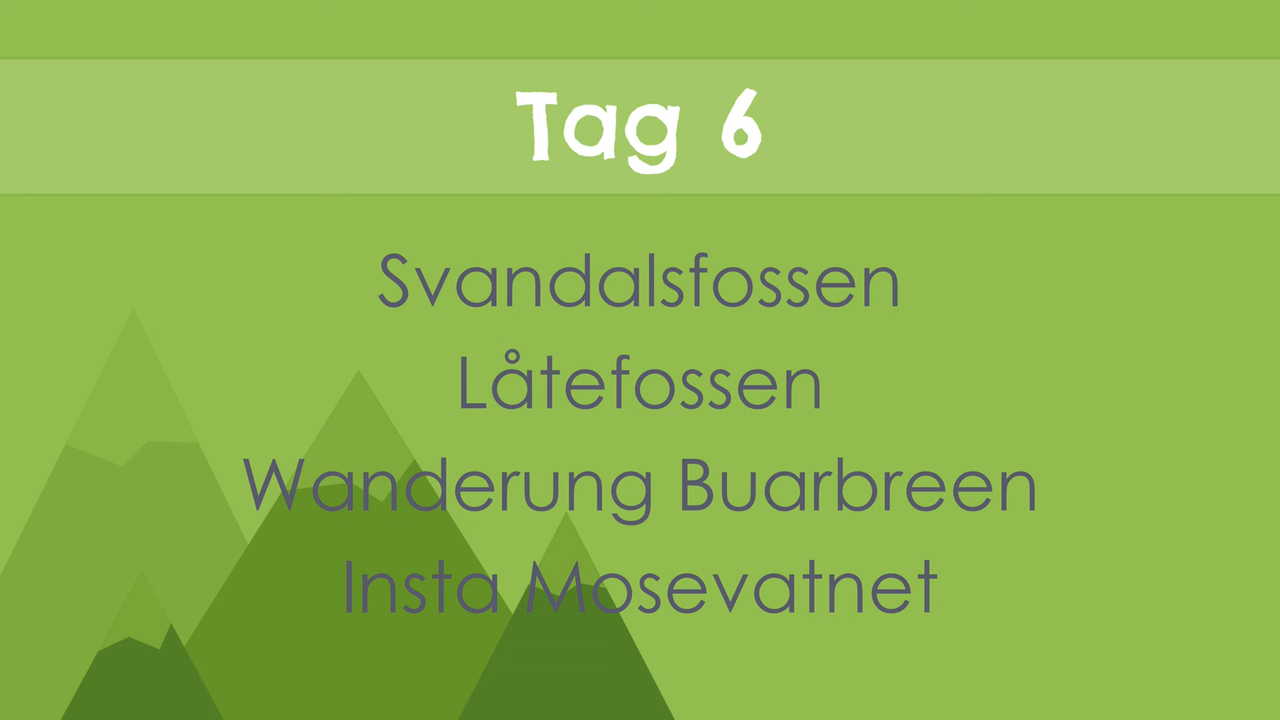 Tag 6
Svandalsfossen
Låtefossen
Wanderung Buarbreen
Insta Mosevatnet